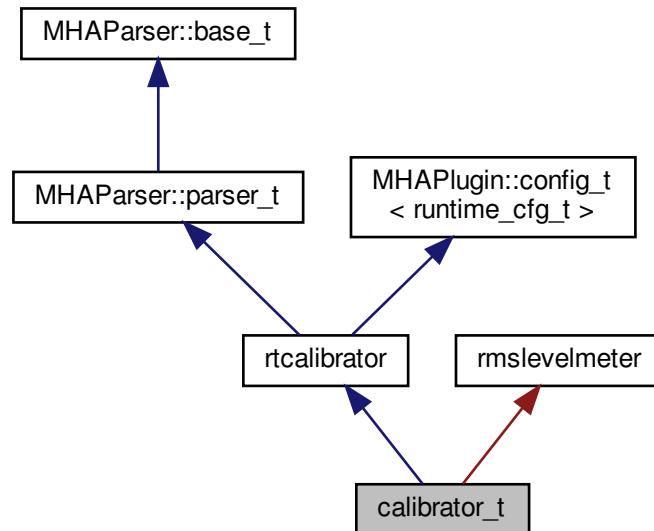 MHAParser::base_t
MHAParser::parser_t
MHAPlugin::config_t
< runtime_cfg_t >
rtcalibrator
rmslevelmeter
calibrator_t